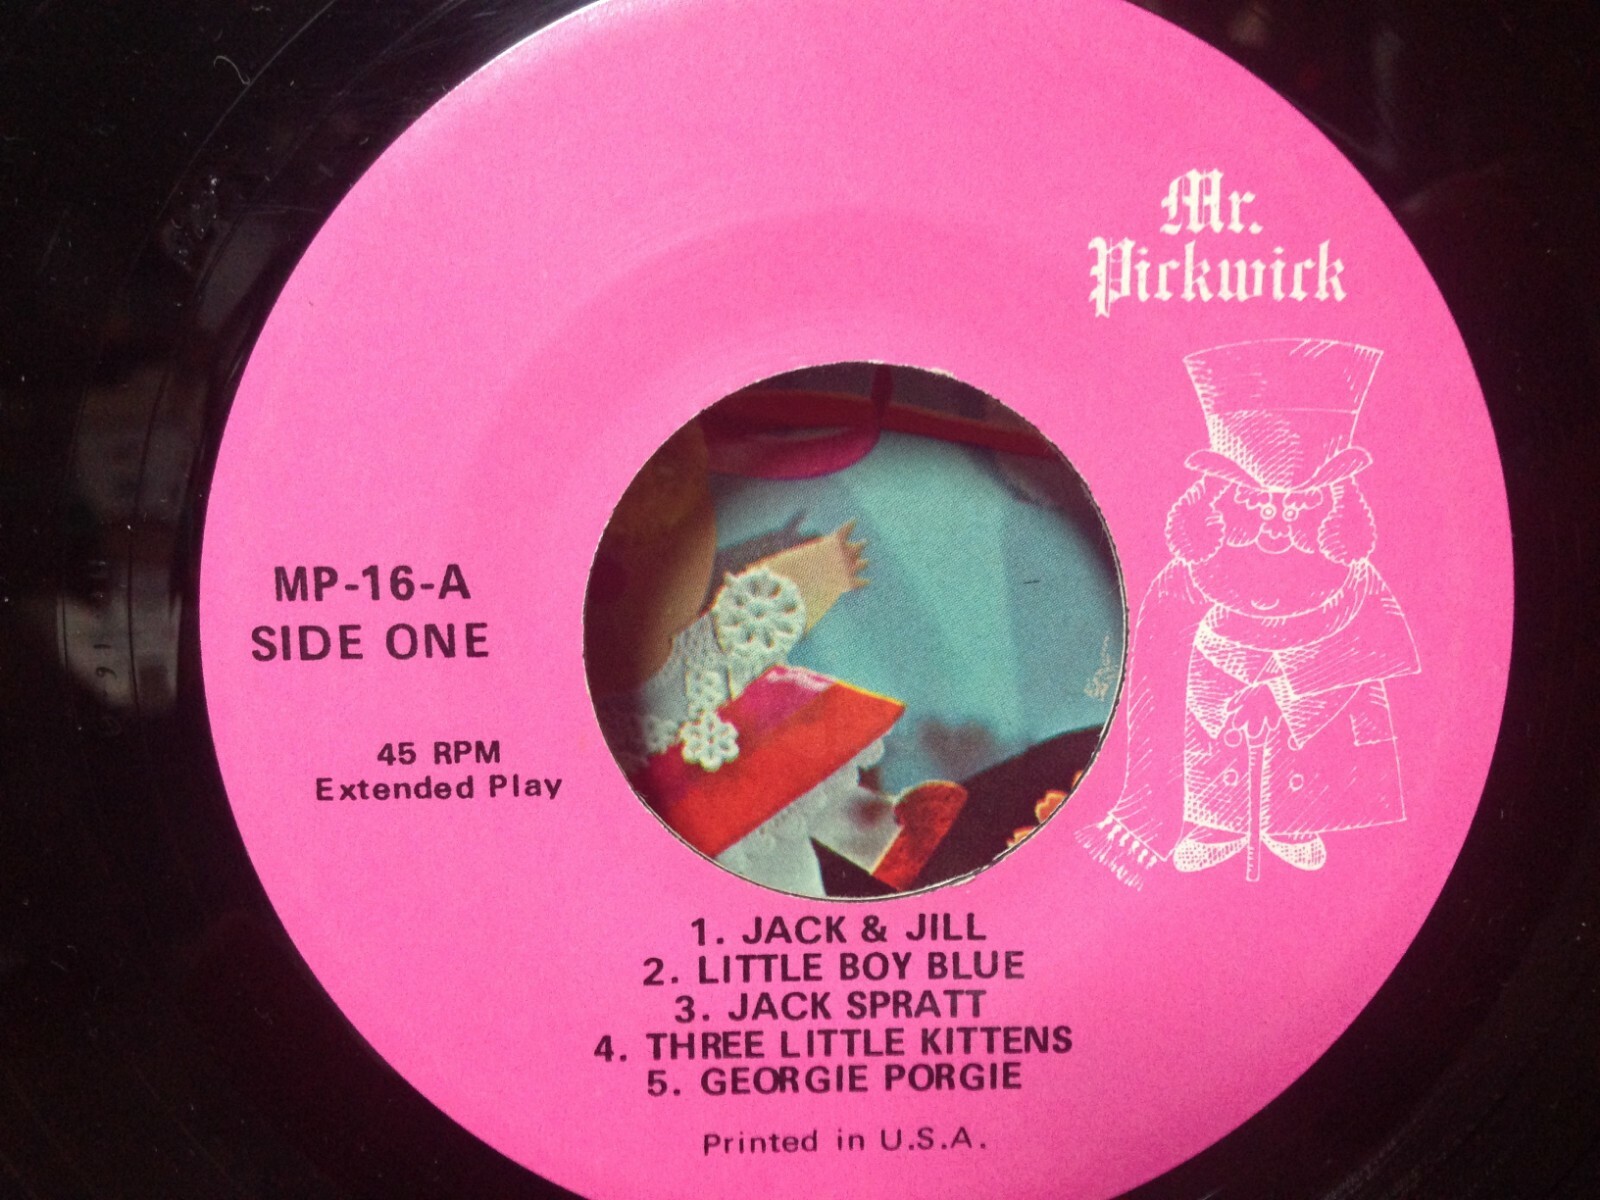 Mr.
Pickwick
MP-16-A
SIDE ONE
45 RPM
Extended Play
1. JACK & JILL
2. LITTLE BOY BLUE
3. JACK SPRATT
4. THREE LITTLE KITTENS
5. GEORGIE PORGIE
Printed in U.S.A.